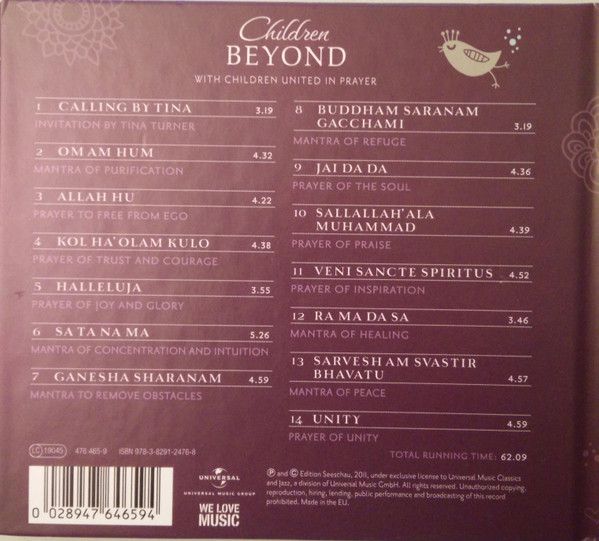 Children
BEYOND
WITH CHILDREN UNITED IN PRAYER
1 CALLING BY TINA 3.19
INVITATION BY TINA TURNER
2 OM AM HUM 4.32
MANTRA OF PURIFICATION
3 ALLAH HU 4.22
PRAYER TO FREE FROM EGO
4 KOL HA'OLAM KULO 4.38
PRAYER OF TRUST AND COURAGE
5 HALLELUJA 3.55
PRAYER OF JOY AND GLORY
6 SA TA NA MA 5.26
MANTRA OF CONCENTRATION AND INTUITION
7 GANESHA SHARANAM 4.59
MANTRA TO REMOVE OBSTACLES
8 BUDDHAM SARANAM
GACCHAMI 3.19
MANTRA OF REFUGE
9 JAI DA DA 4.36
PRAYER OF THE SOUL
10 SALLALLAH'ALA
MUHAMMAD 4.39
PRAYER OF PRAISE
11 VENI SANCTE SPIRITUS 4.52
PRAYER OF INSPIRATION
12 RA MA DA SA 3.46
MANTRA OF HEALING
13 SARVESH AM SVASTIR
BHAVATU 4.57
MANTRA OF PEACE
14 UNITY 4.59
PRAYER OF UNITY
TOTAL RUNNING TIME: 62.09
LC 19045 476 465-9 ISBN 978-3-8291-2476-8
0 028947 646594
UNIVERSAL
UNIVERSAL MUSIC GROUP
WE LOVE
MUSIC
℗ and © Edition Seeschau, 2011, under exclusive license to Universal Music Classics
and Jazz, a division of Universal Music GmbH. All rights reserved. Unauthorized copying,
reproduction, hiring, lending, public performance and broadcasting of this record
prohibited. Made in the EU.